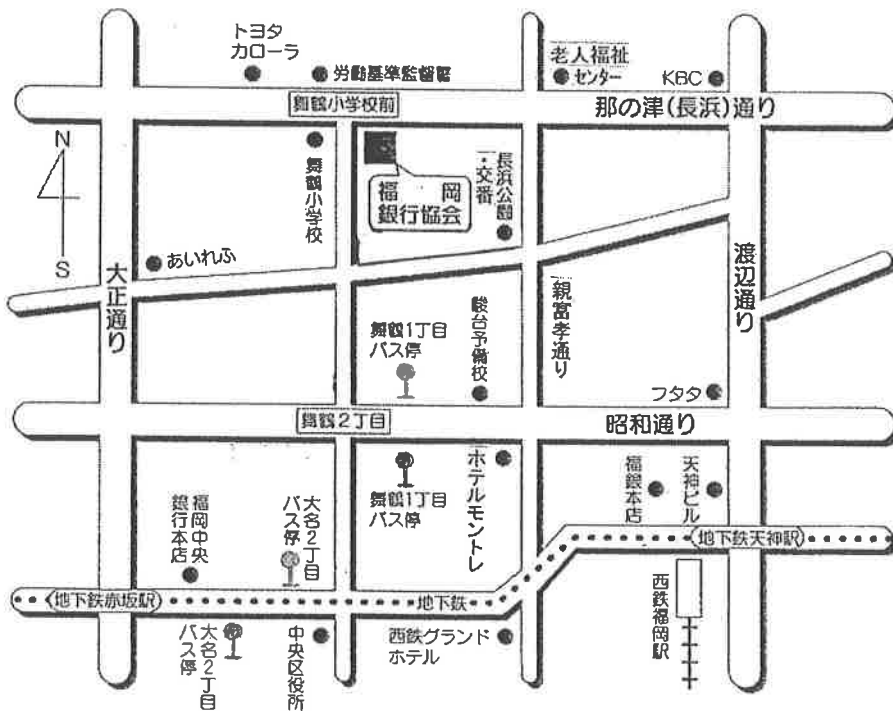 トヨタ
カローラ
労働基準監督署
老人福祉
センター
KBC
舞鶴小学校前
那の津(長浜)通り
N
S
舞鶴小学校
福岡
銀行協会
長浜公園
・交番
あいれふ
大正通り
渡辺通り
親富孝通り
舞鶴1丁目
バス停
駿台予備校
フタタ
舞鶴2丁目
昭和通り
舞鶴1丁目
バス停
ホテルモントレ
福銀本店
天神ビル
福岡中央
銀行本店
大名2丁目
バス停
地下鉄天神駅
地下鉄赤坂駅
地下鉄
西鉄福岡駅
大名2丁目
バス停
中央区役所
西鉄グランド
ホテル